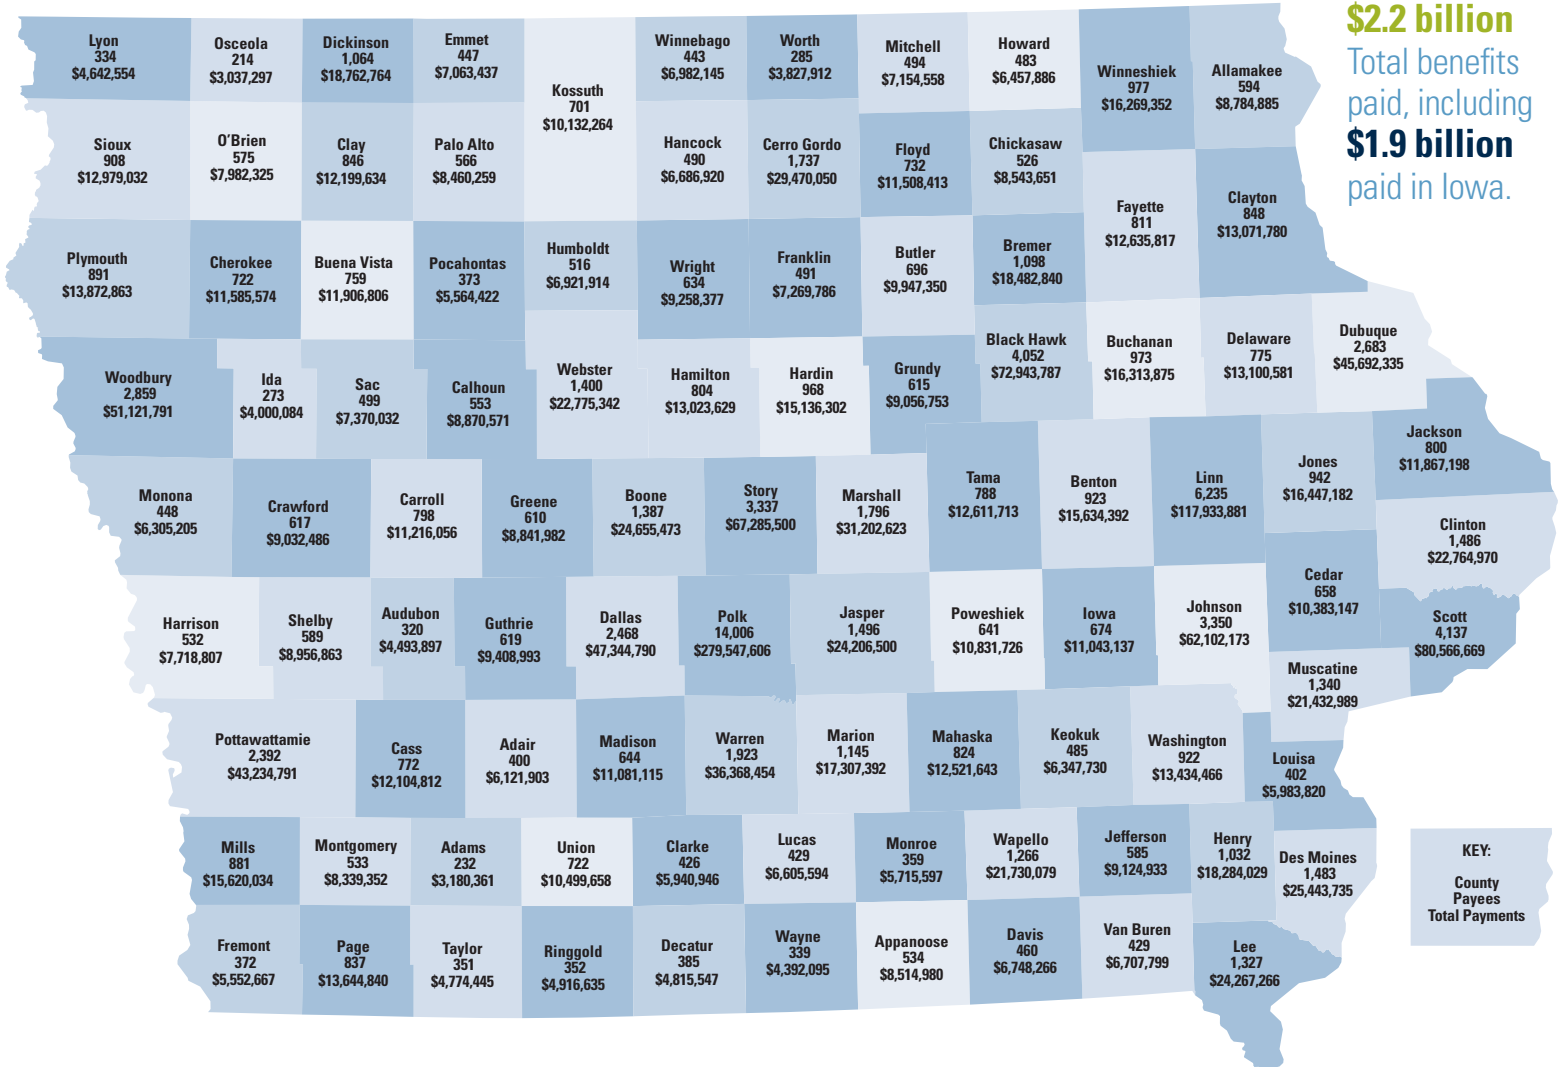 $2.2 billion
Total benefits
paid, including
$1.9 billion
paid in Iowa.
Lyon
334
$4,642,554
Osceola
214
$3,037,297
Dickinson
1,064
$18,762,764
Emmet
447
$7,063,437
Kossuth
701
$10,132,264
Winnebago
443
$6,982,145
Worth
285
$3,827,912
Mitchell
494
$7,154,558
Howard
483
$6,457,886
Winneshiek
977
$16,269,352
Allamakee
594
$8,784,885
Sioux
908
$12,979,032
O'Brien
575
$7,982,325
Clay
846
$12,199,634
Palo Alto
566
$8,460,259
Hancock
490
$6,686,920
Cerro Gordo
1,737
$29,470,050
Floyd
732
$11,508,413
Chickasaw
526
$8,543,651
Fayette
811
$12,635,817
Clayton
848
$13,071,780
Plymouth
891
$13,872,863
Cherokee
722
$11,585,574
Buena Vista
759
$11,906,806
Pocahontas
373
$5,564,422
Humboldt
516
$6,921,914
Wright
634
$9,258,377
Franklin
491
$7,269,786
Butler
696
$9,947,350
Bremer
1,098
$18,482,840
Woodbury
2,859
$51,121,791
Ida
273
$4,000,084
Sac
499
$7,370,032
Calhoun
553
$8,870,571
Webster
1,400
$22,775,342
Hamilton
804
$13,023,629
Hardin
968
$15,136,302
Grundy
615
$9,056,753
Black Hawk
4,052
$72,943,787
Buchanan
973
$16,313,875
Delaware
775
$13,100,581
Dubuque
2,683
$45,692,335
Monona
448
$6,305,205
Crawford
617
$9,032,486
Carroll
798
$11,216,056
Greene
610
$8,841,982
Boone
1,387
$24,655,473
Story
3,337
$67,285,500
Marshall
1,796
$31,202,623
Tama
788
$12,611,713
Benton
923
$15,634,392
Linn
6,235
$117,933,881
Jones
942
$16,447,182
Jackson
800
$11,867,198
Clinton
1,486
$22,764,970
Harrison
532
$7,718,807
Shelby
589
$8,956,863
Audubon
320
$4,493,897
Guthrie
619
$9,408,993
Dallas
2,468
$47,344,790
Polk
14,006
$279,547,606
Jasper
1,496
$24,206,500
Poweshiek
641
$10,831,726
Iowa
674
$11,043,137
Johnson
3,350
$62,102,173
Cedar
658
$10,383,147
Scott
4,137
$80,566,669
Muscatine
1,340
$21,432,989
Pottawattamie
2,392
$43,234,791
Cass
772
$12,104,812
Adair
400
$6,121,903
Madison
644
$11,081,115
Warren
1,923
$36,368,454
Marion
1,145
$17,307,392
Mahaska
824
$12,521,643
Keokuk
485
$6,347,730
Washington
922
$13,434,466
Louisa
402
$5,983,820
Mills
881
$15,620,034
Montgomery
533
$8,339,352
Adams
232
$3,180,361
Union
722
$10,499,658
Clarke
426
$5,940,946
Lucas
429
$6,605,594
Monroe
359
$5,715,597
Wapello
1,266
$21,730,079
Jefferson
585
$9,124,933
Henry
1,032
$18,284,029
Des Moines
1,483
$25,443,735
Fremont
372
$5,552,667
Page
837
$13,644,840
Taylor
351
$4,774,445
Ringgold
352
$4,916,635
Decatur
385
$4,815,547
Wayne
339
$4,392,095
Appanoose
534
$8,514,980
Davis
460
$6,748,266
Van Buren
429
$6,707,799
Lee
1,327
$24,267,266
KEY:
County
Payees
Total Payments